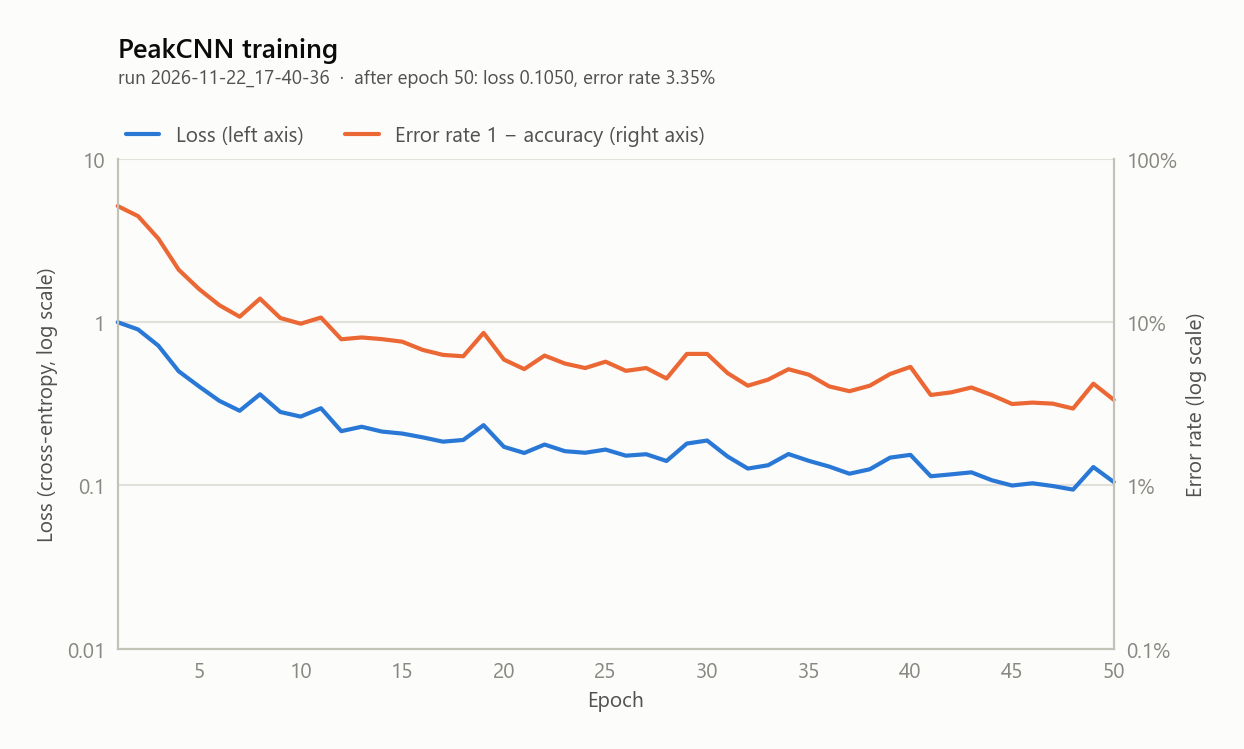 PeakCNN training
run 2026-11-22_17-40-36 · after epoch 50: loss 0.1050, error rate 3.35%
Loss (left axis)
Error rate 1 − accuracy (right axis)
10
1
0.1
0.01
Loss (cross-entropy, log scale)
100%
10%
1%
0.1%
Error rate (log scale)
5 10 15 20 25 30 35 40 45 50
Epoch